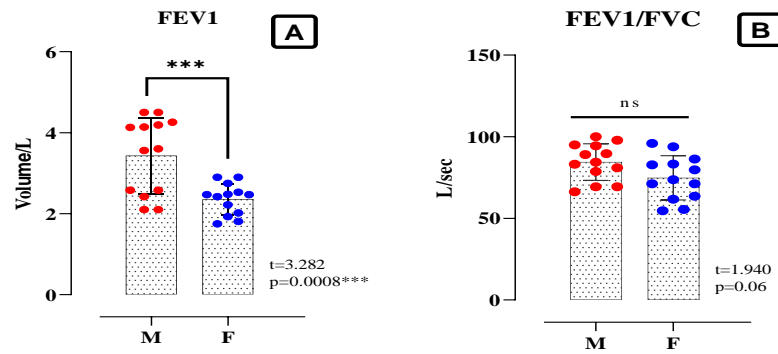 FEV1
A
***
6
4
2
0
Volume/L
t=3.282
p=0.0008***
M F
FEV1/FVC
B
ns
150
100
50
0
L/sec
t=1.940
p=0.06
M F